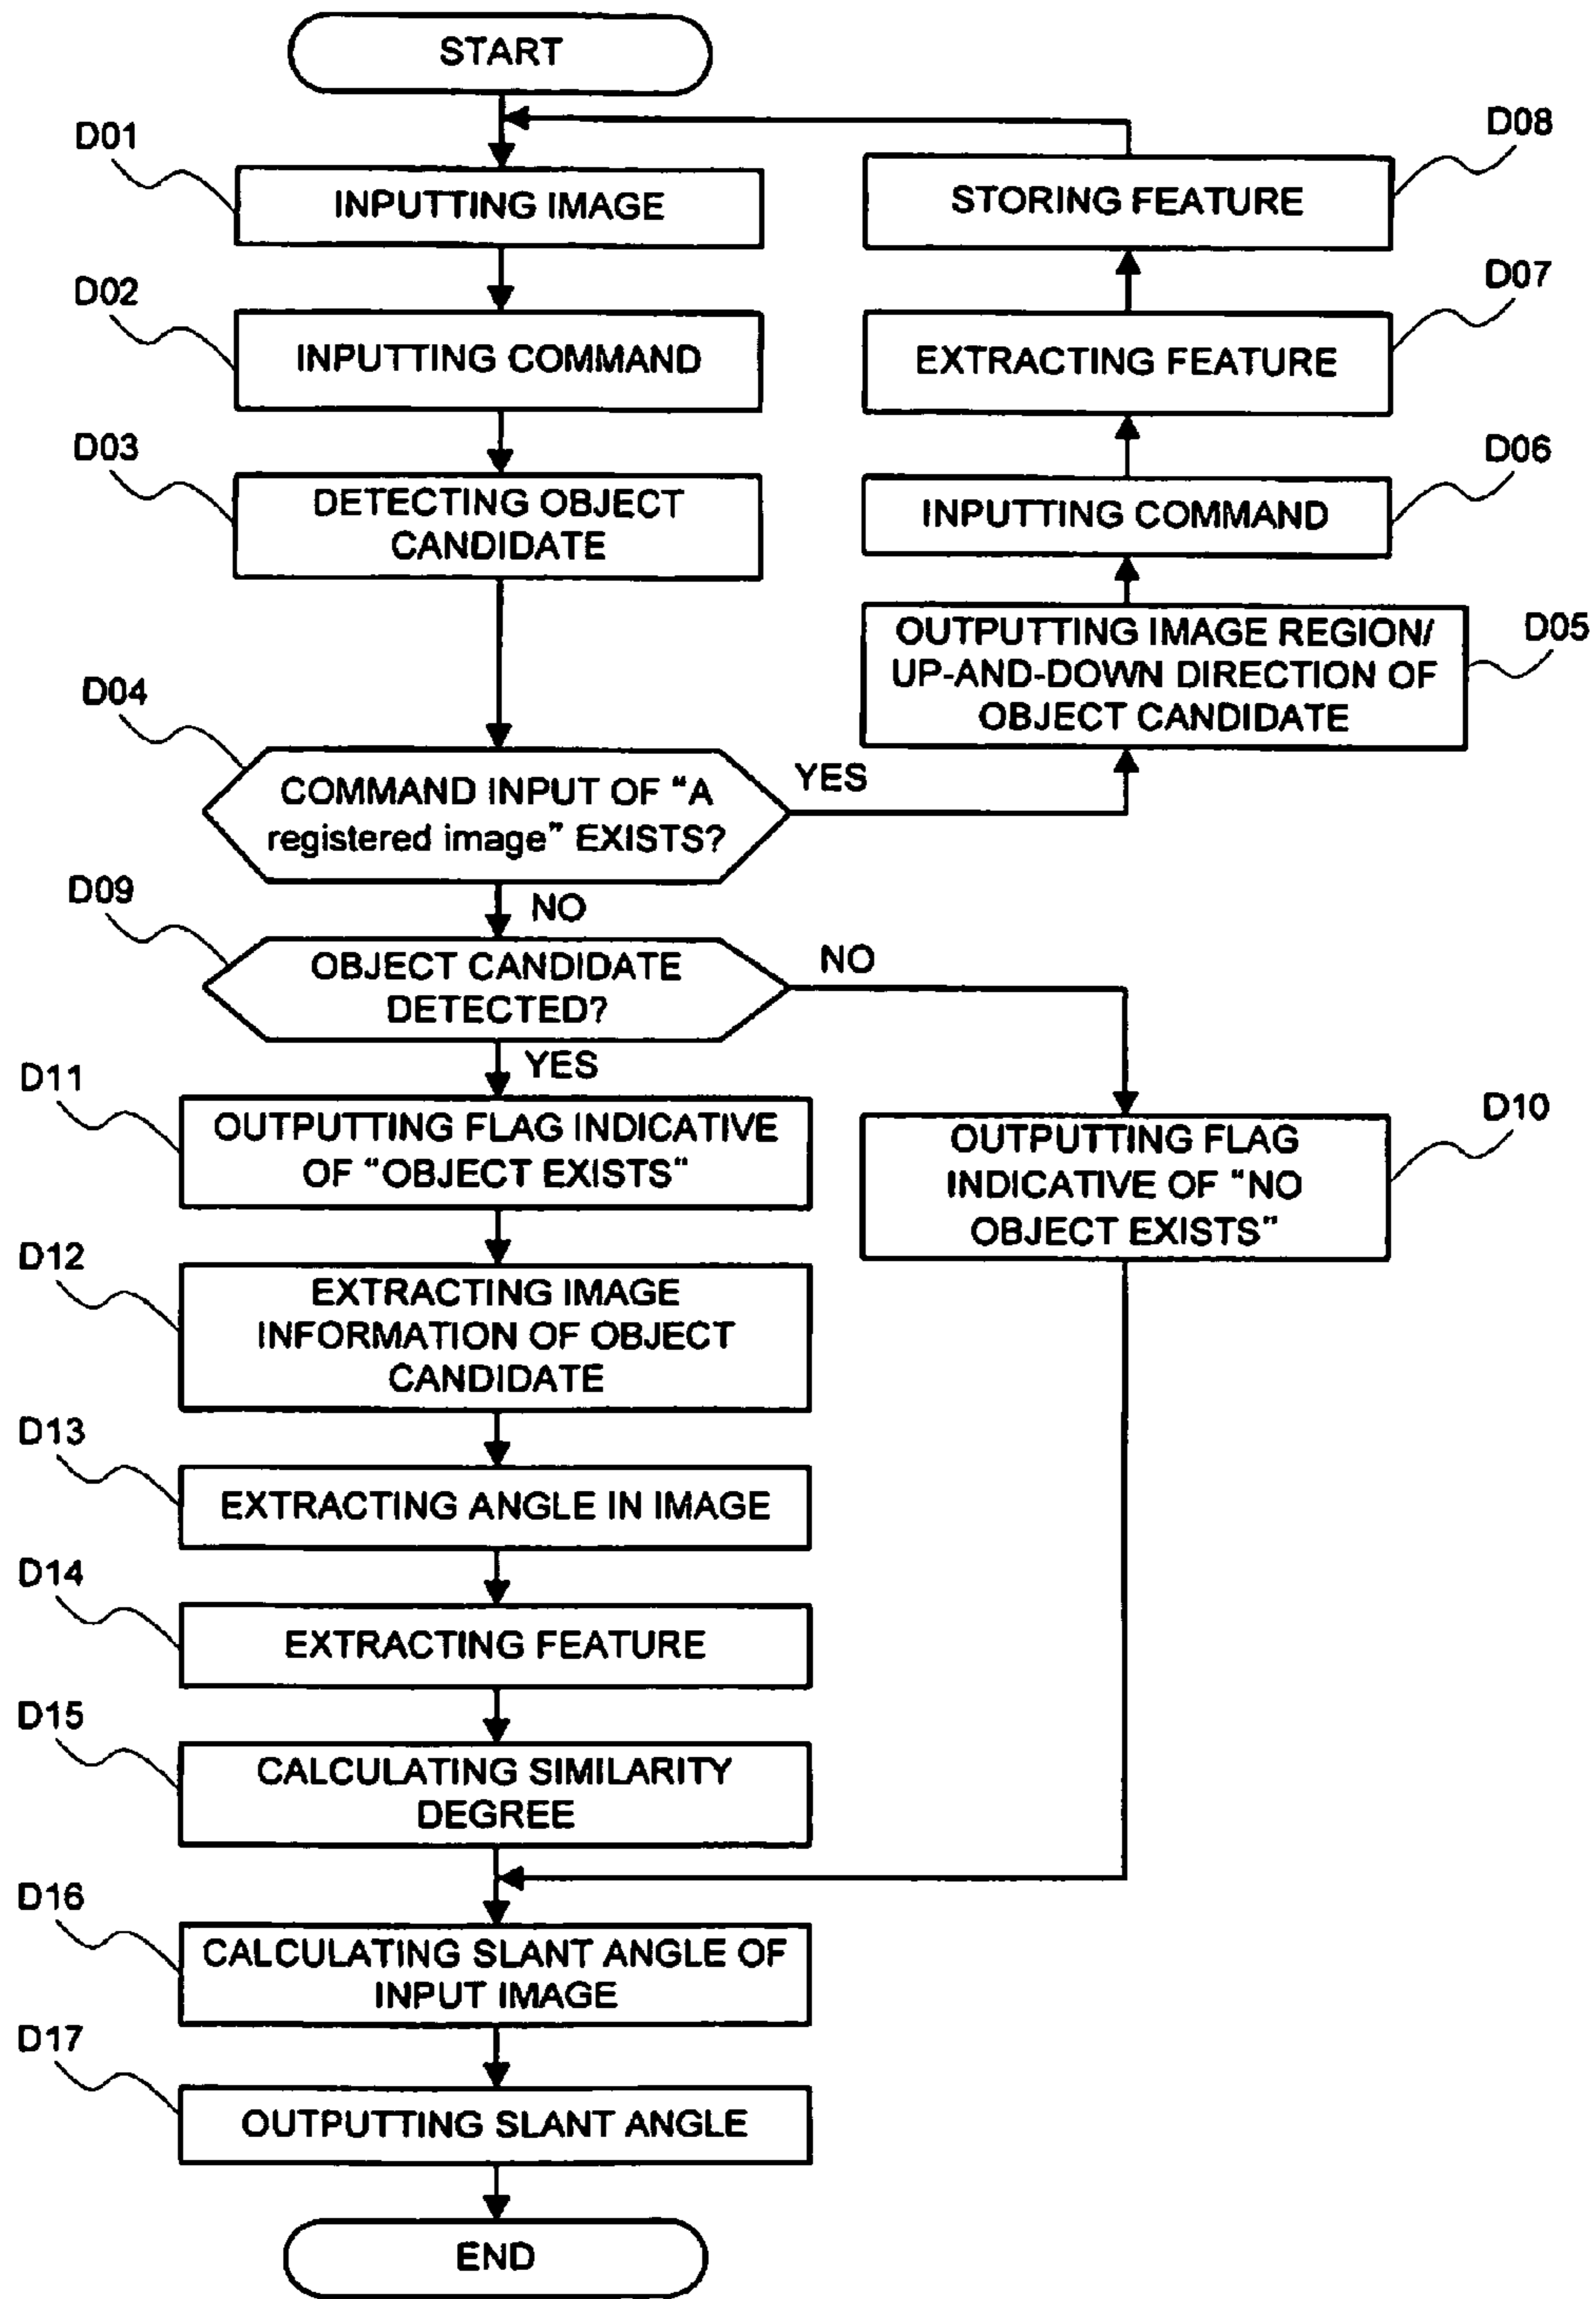 START
D01
INPUTTING IMAGE
D02
INPUTTING COMMAND
D03
DETECTING OBJECT
CANDIDATE
D04
COMMAND INPUT OF "A
registered image" EXISTS?
YES
NO
D05
OUTPUTTING IMAGE REGION/
UP-AND-DOWN DIRECTION OF
OBJECT CANDIDATE
D06
INPUTTING COMMAND
D07
EXTRACTING FEATURE
D08
STORING FEATURE
D09
OBJECT CANDIDATE
DETECTED?
NO
YES
D10
OUTPUTTING FLAG
INDICATIVE OF "NO
OBJECT EXISTS"
D11
OUTPUTTING FLAG INDICATIVE
OF "OBJECT EXISTS"
D12
EXTRACTING IMAGE
INFORMATION OF OBJECT
CANDIDATE
D13
EXTRACTING ANGLE IN IMAGE
D14
EXTRACTING FEATURE
D15
CALCULATING SIMILARITY
DEGREE
D16
CALCULATING SLANT ANGLE OF
INPUT IMAGE
D17
OUTPUTTING SLANT ANGLE
END